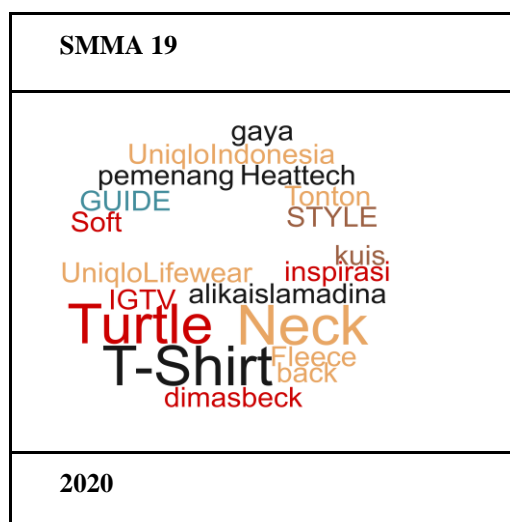 SMMA 19
gaya
UniqloIndonesia
pemenang Heattech
GUIDE Tonton
Soft STYLE
kuis
UniqloLifewear inspirasi
IGTV alikaislamadina
Turtle Neck
T-Shirt Fleece
back
dimasbeck
2020